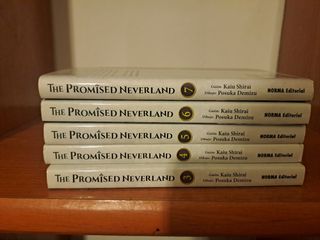 THE PROMISED NEVERLAND 7 Guion: Kaiu Shirai Dibujo: Posuka Demizu NORMA Editorial
THE PROMISED NEVERLAND 6 Guion: Kaiu Shirai Dibujo: Posuka Demizu NORMA Editorial
THE PROMISED NEVERLAND 5 Guion: Kaiu Shirai Dibujo: Posuka Demizu NORMA Editorial
THE PROMISED NEVERLAND 4 Guion: Kaiu Shirai Dibujo: Posuka Demizu NORMA Editorial
THE PROMISED NEVERLAND 3 Guion: Kaiu Shirai Dibujo: Posuka Demizu NORMA Editorial